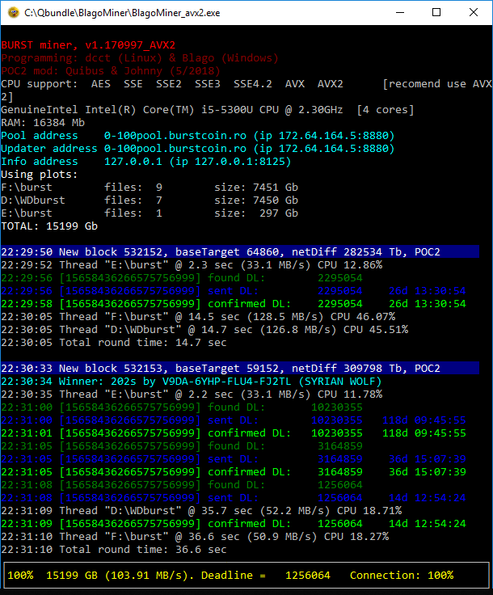 C:\Qbundle\BlagoMiner\BlagoMiner_avx2.exe
BURST miner, v1.170997_AVX2
Programming: dcct (Linux) & Blago (Windows)
POC2 mod: Quibus & Johnny (5/2018)
CPU support:  AES  SSE  SSE2  SSE3  SSE4.2  AVX  AVX2      [recomend use AVX
2]
GenuineIntel Intel(R) Core(TM) i5-5300U CPU @ 2.30GHz  [4 cores]
RAM: 16384 Mb
Pool address    0-100pool.burstcoin.ro (ip 172.64.164.5:8880)
Updater address 0-100pool.burstcoin.ro (ip 172.64.164.5:8880)
Info address    127.0.0.1 (ip 127.0.0.1:8125)
Using plots:
F:\burst        files:  9        size: 7451 Gb
D:\WDburst      files:  7        size: 7450 Gb
E:\burst        files:  1        size:  297 Gb
TOTAL: 15199 Gb
22:29:50 New block 532152, baseTarget 64860, netDiff 282534 Tb, POC2
22:29:52 Thread "E:\burst" @ 2.3 sec (33.1 MB/s) CPU 12.86%
22:29:56 [15658436266575756999] found DL:      2295054
22:29:56 [15658436266575756999] sent DL:       2295054    26d 13:30:54
22:29:58 [15658436266575756999] confirmed DL:  2295054    26d 13:30:54
22:30:05 Thread "F:\burst" @ 14.5 sec (128.5 MB/s) CPU 46.07%
22:30:05 Thread "D:\WDburst" @ 14.7 sec (126.8 MB/s) CPU 45.51%
22:30:05 Total round time: 14.7 sec
22:30:33 New block 532153, baseTarget 59152, netDiff 309798 Tb, POC2
22:30:34 Winner: 202s by V9DA-6YHP-FLU4-FJ2TL (SYRIAN WOLF)
22:30:35 Thread "E:\burst" @ 2.2 sec (33.1 MB/s) CPU 11.78%
22:31:00 [15658436266575756999] found DL:      10230355
22:31:00 [15658436266575756999] sent DL:       10230355   118d 09:45:55
22:31:01 [15658436266575756999] confirmed DL:  10230355   118d 09:45:55
22:31:05 [15658436266575756999] found DL:      3164859
22:31:05 [15658436266575756999] sent DL:       3164859    36d 15:07:39
22:31:05 [15658436266575756999] confirmed DL:  3164859    36d 15:07:39
22:31:08 [15658436266575756999] found DL:      1256064
22:31:08 [15658436266575756999] sent DL:       1256064    14d 12:54:24
22:31:09 Thread "D:\WDburst" @ 35.7 sec (52.2 MB/s) CPU 18.71%
22:31:09 [15658436266575756999] confirmed DL:  1256064    14d 12:54:24
22:31:10 Thread "F:\burst" @ 36.6 sec (50.9 MB/s) CPU 18.27%
22:31:10 Total round time: 36.6 sec
100%  15199 GB (103.91 MB/s). Deadline =   1256064   Connection: 100%